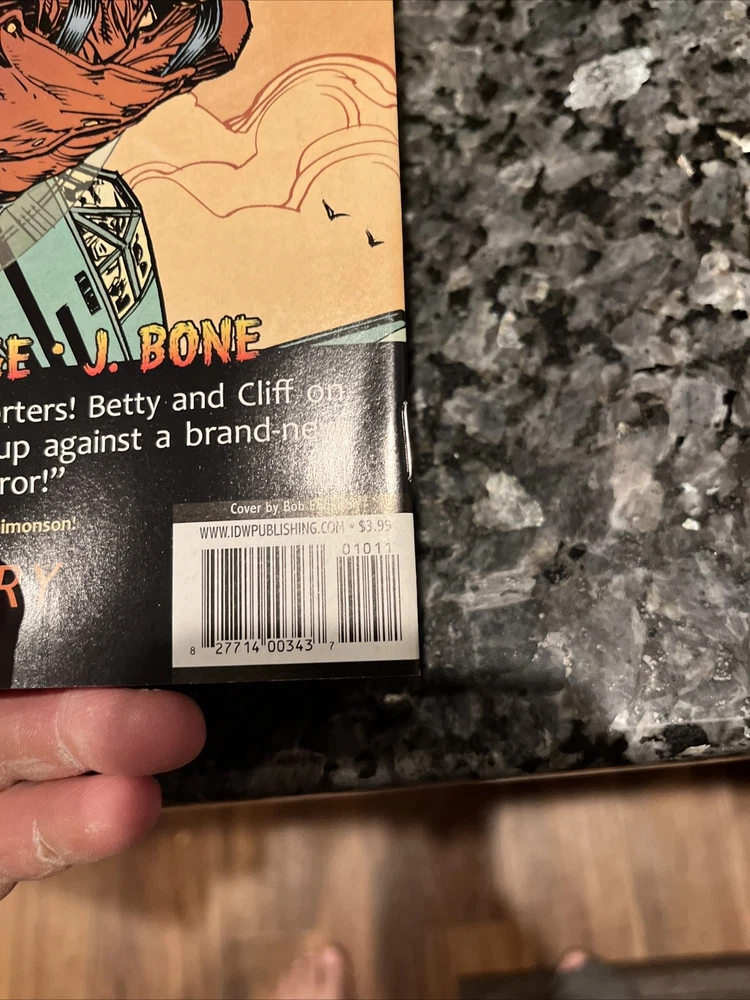 E • J. BONE
rters! Betty and Cliff on
up against a brand-new
ror!”
imonson!
RY
Cover by Bob
WWW.IDWPUBLISHING.COM • $3.99
01011
8 27714 00343 7